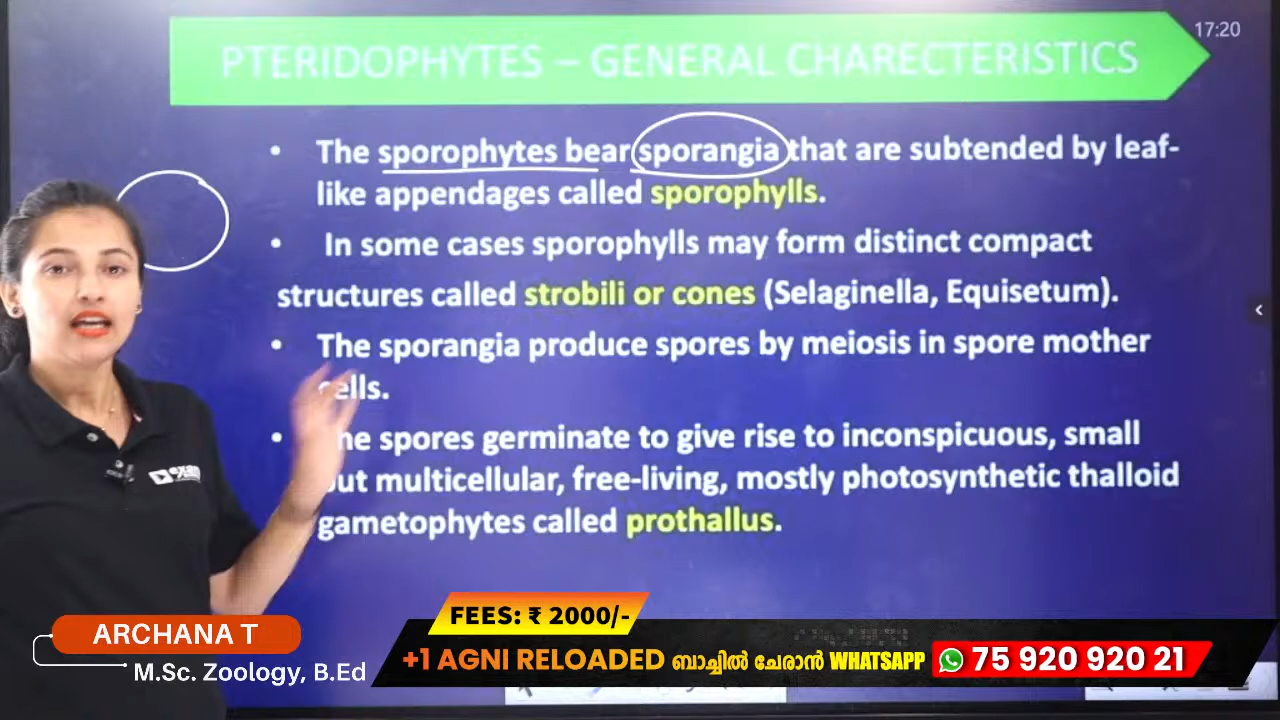 PTERIDOPHYTES – GENERAL CHARECTERISTICS
17:20
• The sporophytes bear sporangia that are subtended by leaf-
like appendages called sporophylls.
• In some cases sporophylls may form distinct compact
structures called strobili or cones (Selaginella, Equisetum).
• The sporangia produce spores by meiosis in spore mother
cells.
• The spores germinate to give rise to inconspicuous, small
but multicellular, free-living, mostly photosynthetic thalloid
gametophytes called prothallus.
FEES: ₹ 2000/-
ARCHANA T
M.Sc. Zoology, B.Ed
+1 AGNI RELOADED ബാച്ചിൽ ചേരാൻ WHATSAPP 75 920 920 21